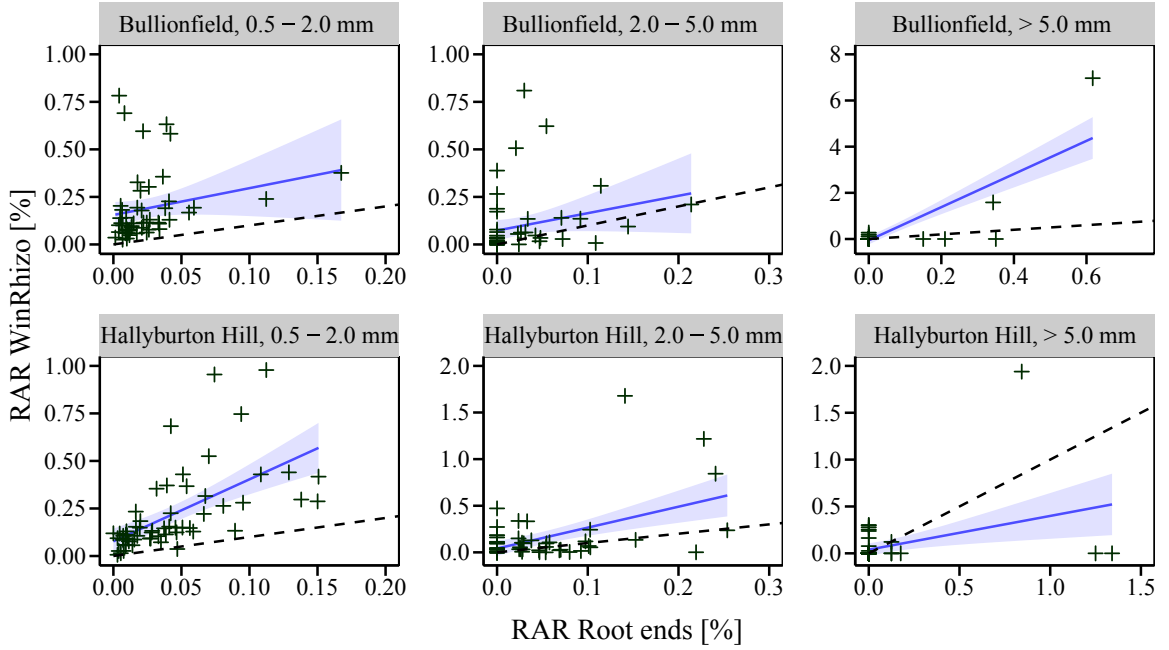 Bullionfield, 0.5 − 2.0 mm
Bullionfield, 2.0 − 5.0 mm
Bullionfield, > 5.0 mm
1.00
0.75
0.50
0.25
0.00
0.00 0.05 0.10 0.15 0.20
1.00
0.75
0.50
0.25
0.00
0.0 0.1 0.2 0.3
8
6
4
2
0
0.0 0.2 0.4 0.6
RAR WinRhizo [%]
Hallyburton Hill, 0.5 − 2.0 mm
Hallyburton Hill, 2.0 − 5.0 mm
Hallyburton Hill, > 5.0 mm
1.00
0.75
0.50
0.25
0.00
0.00 0.05 0.10 0.15 0.20
2.0
1.5
1.0
0.5
0.0
0.0 0.1 0.2 0.3
2.0
1.5
1.0
0.5
0.0
0.0 0.5 1.0 1.5
RAR Root ends [%]